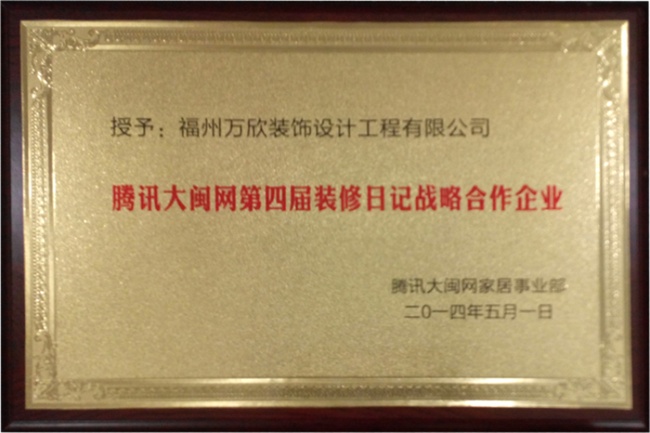 授予：福州万欣装饰设计工程有限公司
腾讯大闽网第四届装修日记战略合作企业
腾讯大闽网家居事业部
二0一四年五月一日